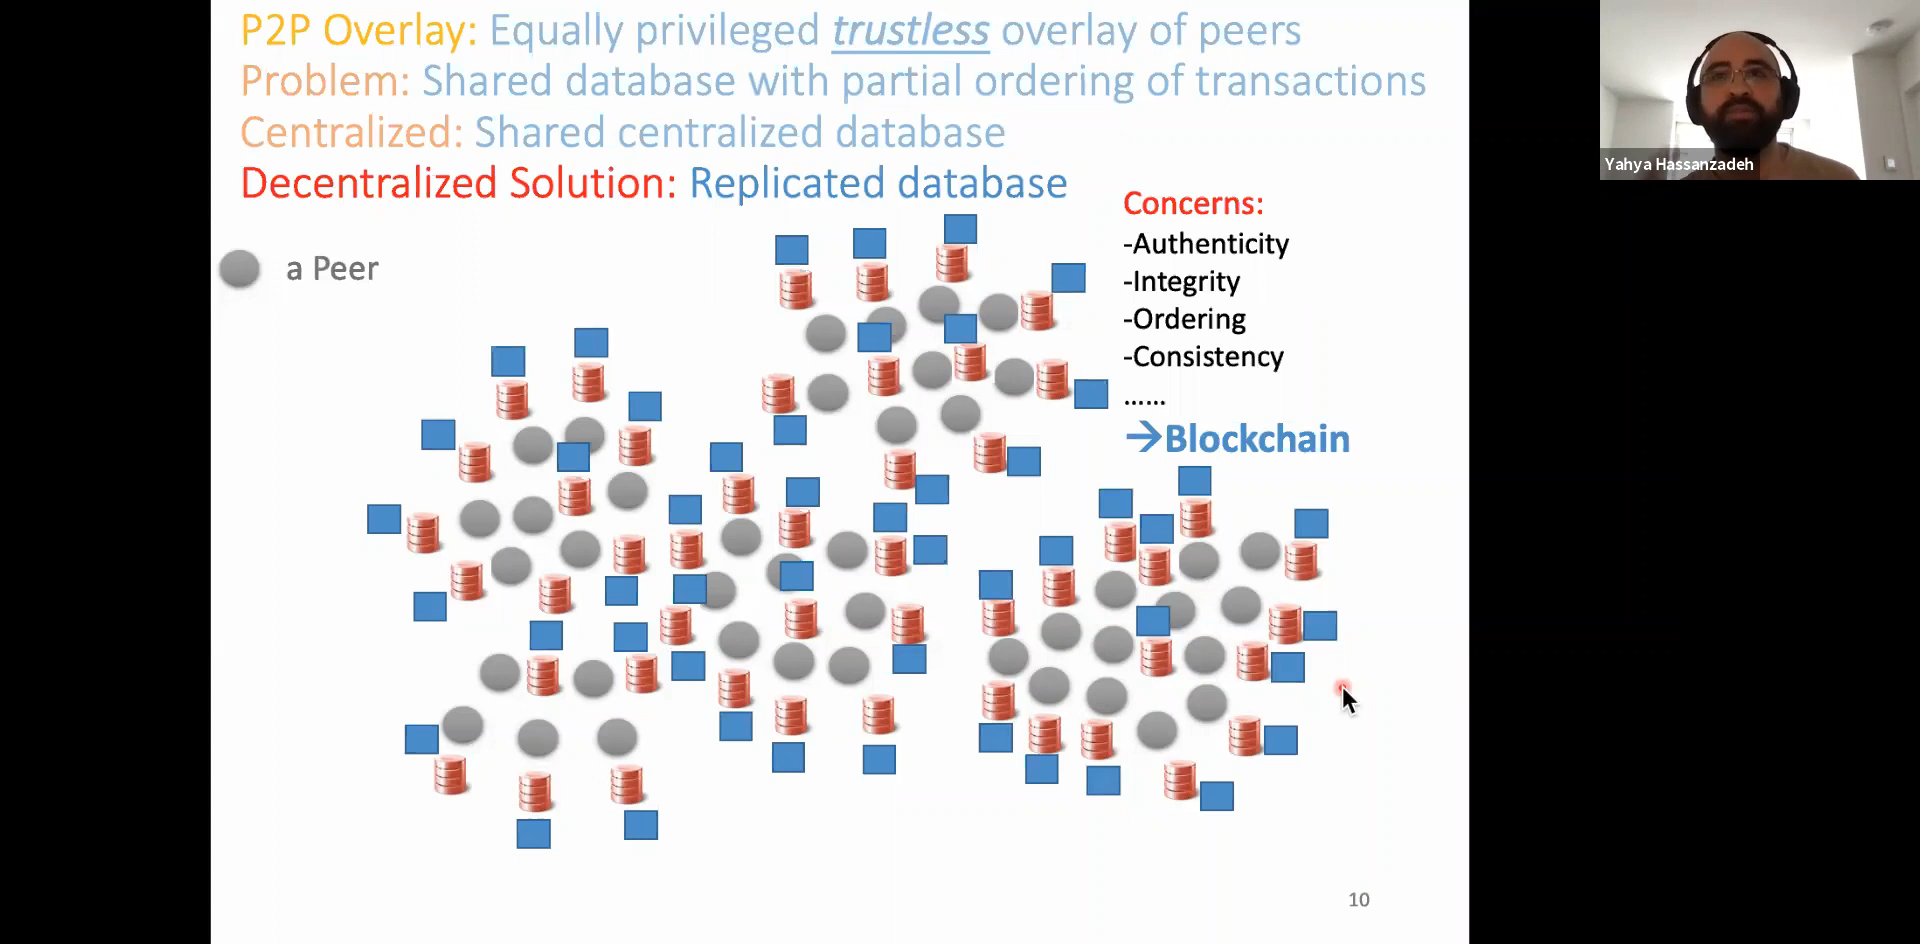 P2P Overlay: Equally privileged trustless overlay of peers
Problem: Shared database with partial ordering of transactions
Centralized: Shared centralized database
Decentralized Solution: Replicated database
a Peer
Concerns:
-Authenticity
-Integrity
-Ordering
-Consistency
......
→Blockchain
10
Yahya Hassanzadeh